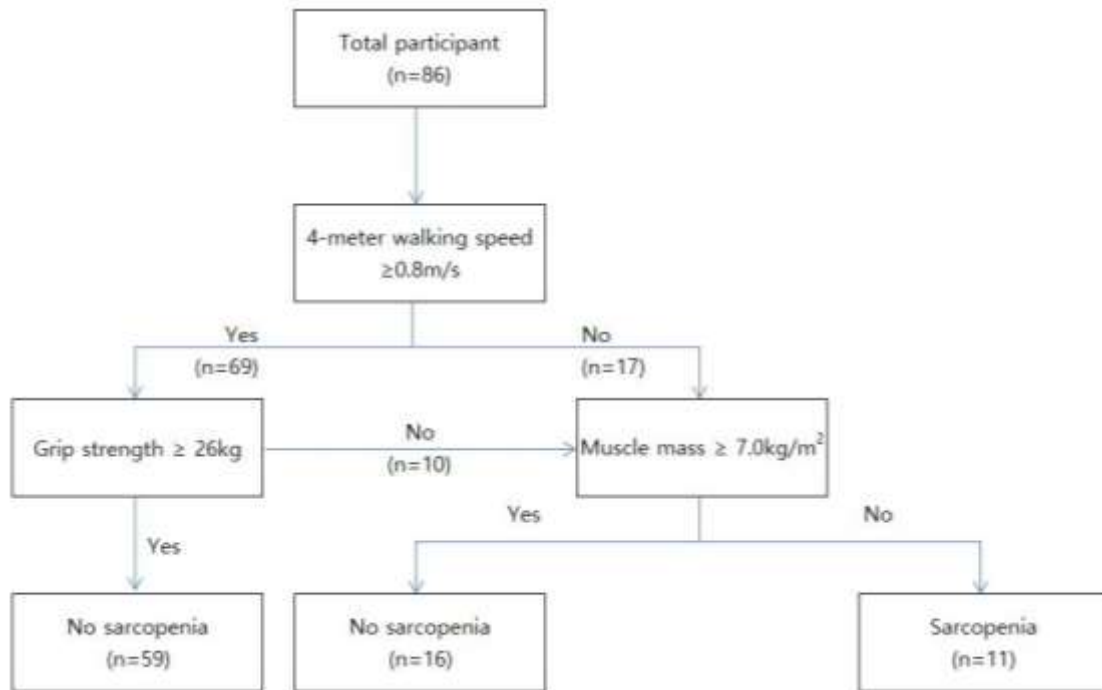 Total participant
(n=86)
4-meter walking speed
≥0.8m/s
Yes
(n=69)
No
(n=17)
Grip strength ≥ 26kg
No
(n=10)
Muscle mass ≥ 7.0kg/m²
Yes
Yes
No
No sarcopenia
(n=59)
No sarcopenia
(n=16)
Sarcopenia
(n=11)